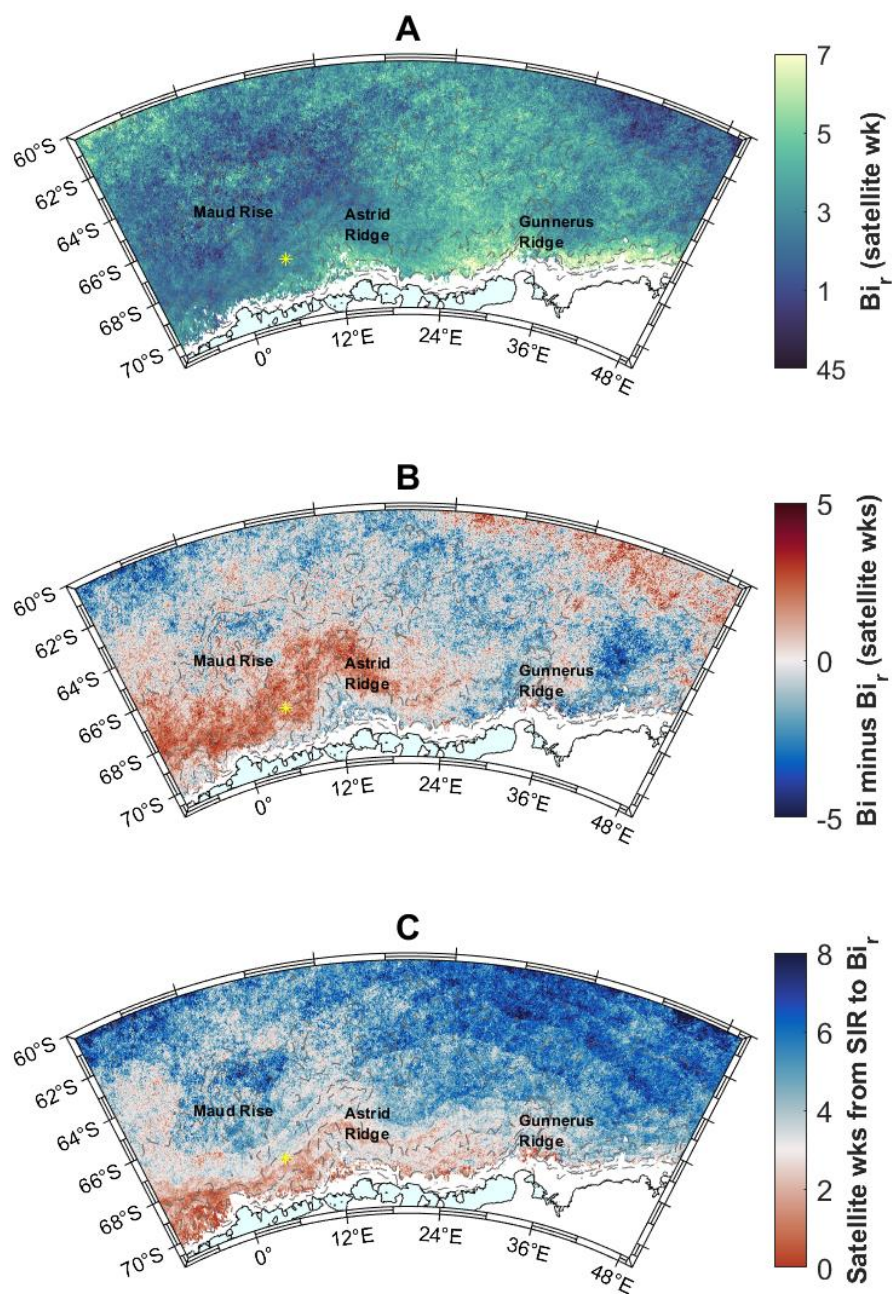 A
60°S
62°S
64°S
66°S
68°S
70°S
0°
12°E
24°E
36°E
48°E
Maud Rise
Astrid
Ridge
Gunnerus
Ridge
7
5
3
1
45
Bi_r (satellite wk)
B
60°S
62°S
64°S
66°S
68°S
70°S
0°
12°E
24°E
36°E
48°E
Maud Rise
Astrid
Ridge
Gunnerus
Ridge
5
0
-5
Bi minus Bi_r (satellite wks)
C
60°S
62°S
64°S
66°S
68°S
70°S
0°
12°E
24°E
36°E
48°E
Maud Rise
Astrid
Ridge
Gunnerus
Ridge
8
6
4
2
0
Satellite wks from SIR to Bi_r